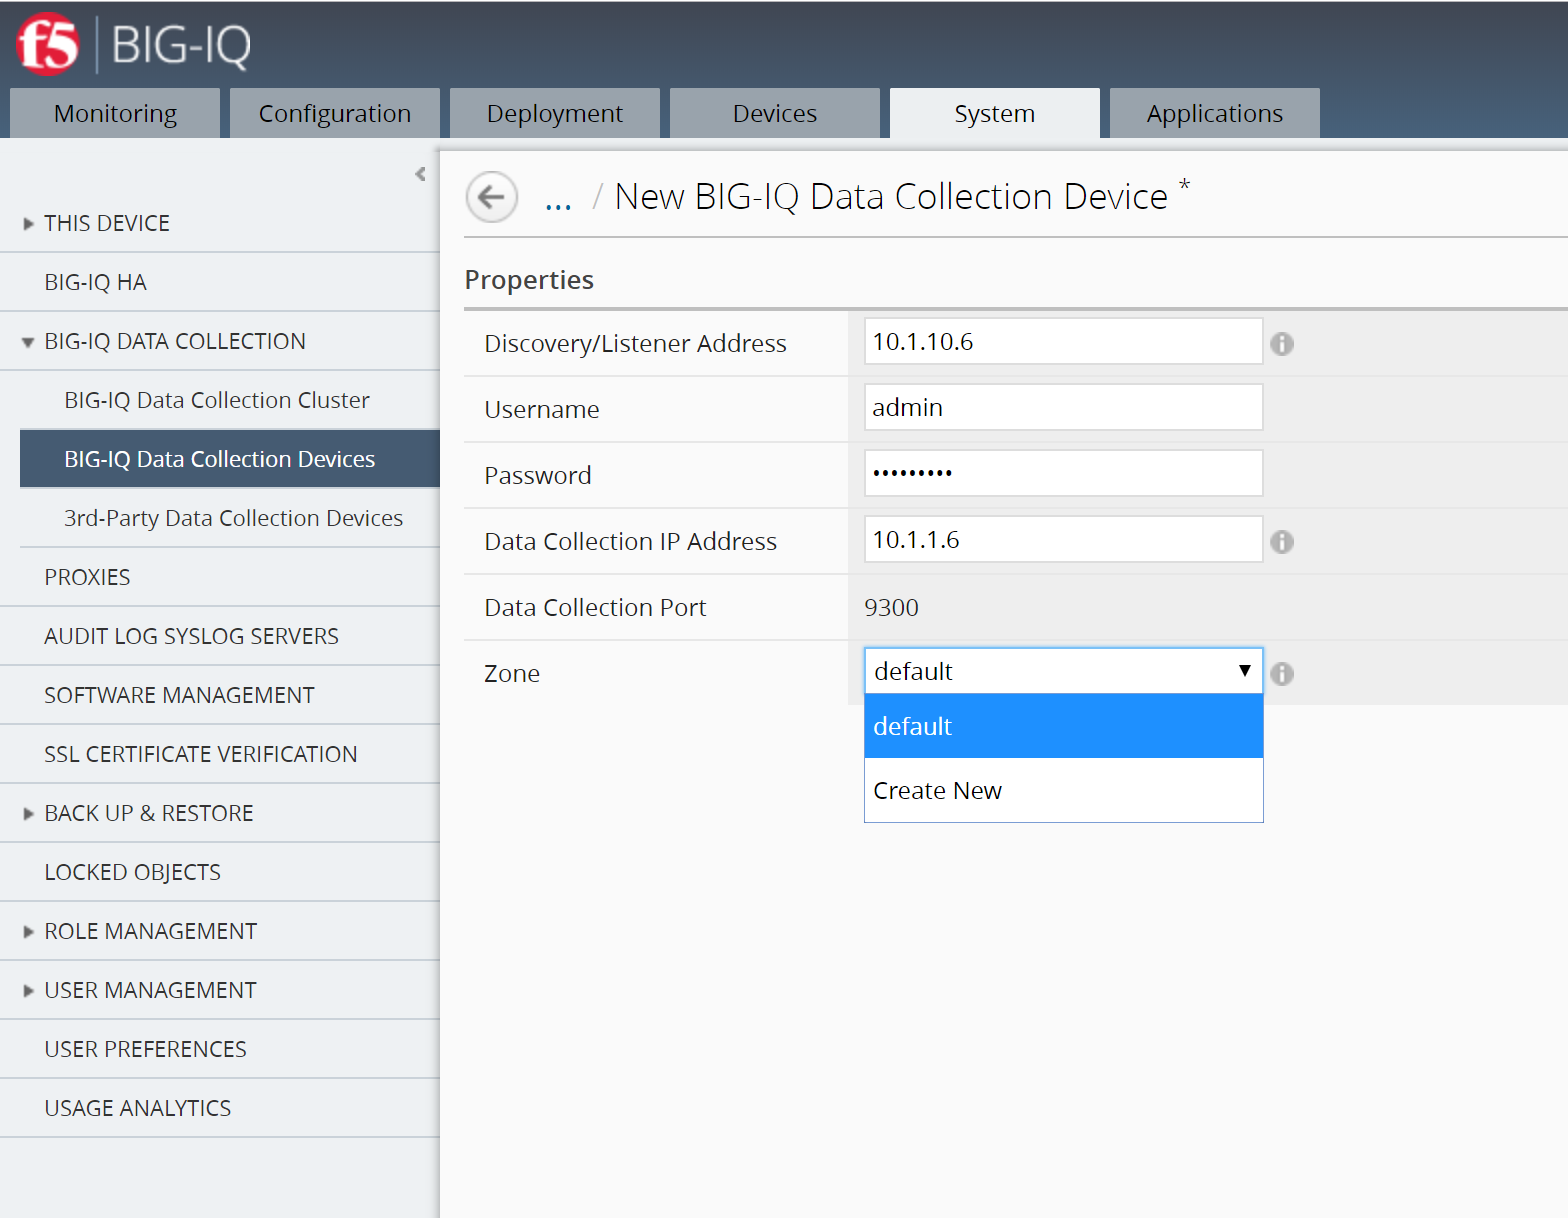 f5 BIG-IQ
Monitoring Configuration Deployment Devices System Applications
THIS DEVICE
BIG-IQ HA
BIG-IQ DATA COLLECTION
BIG-IQ Data Collection Cluster
BIG-IQ Data Collection Devices
3rd-Party Data Collection Devices
PROXIES
AUDIT LOG SYSLOG SERVERS
SOFTWARE MANAGEMENT
SSL CERTIFICATE VERIFICATION
BACK UP & RESTORE
LOCKED OBJECTS
ROLE MANAGEMENT
USER MANAGEMENT
USER PREFERENCES
USAGE ANALYTICS
... / New BIG-IQ Data Collection Device *
Properties
Discovery/Listener Address 10.1.10.6
Username admin
Password •••••••••
Data Collection IP Address 10.1.1.6
Data Collection Port 9300
Zone default
default
Create New